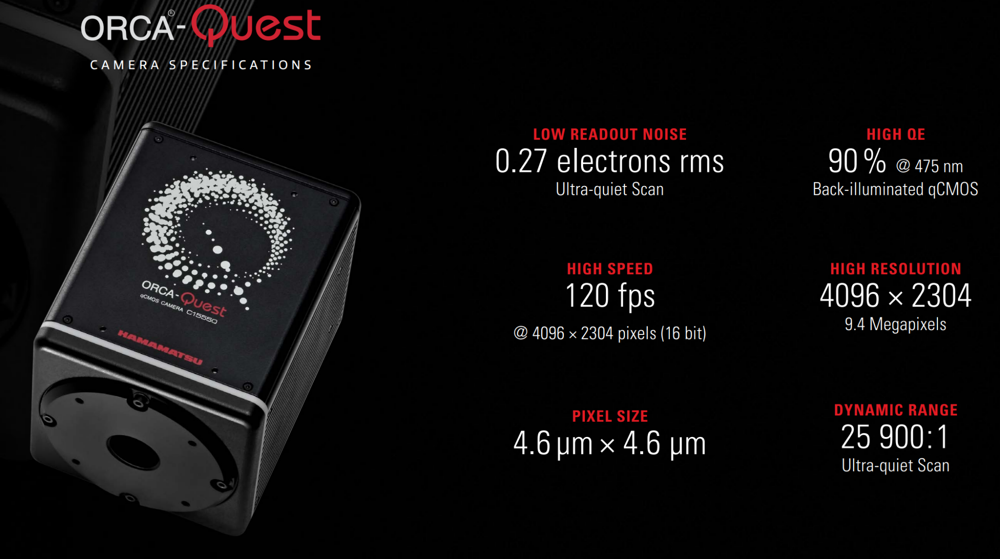 ORCA®-Quest
CAMERA SPECIFICATIONS
LOW READOUT NOISE
0.27 electrons rms
Ultra-quiet Scan
HIGH QE
90 % @ 475 nm
Back-illuminated qCMOS
HIGH SPEED
120 fps
@ 4096 × 2304 pixels (16 bit)
HIGH RESOLUTION
4096 × 2304
9.4 Megapixels
PIXEL SIZE
4.6 µm × 4.6 µm
DYNAMIC RANGE
25 900:1
Ultra-quiet Scan
ORCA-Quest
qCMOS CAMERA C15550
HAMAMATSU